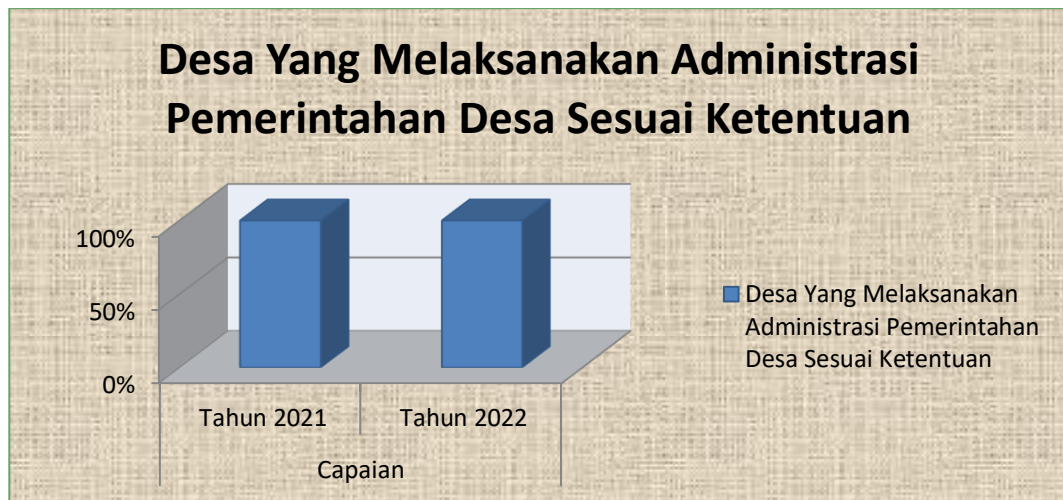 Desa Yang Melaksanakan Administrasi
Pemerintahan Desa Sesuai Ketentuan
100%
50%
0%
Tahun 2021
Tahun 2022
Capaian
Desa Yang Melaksanakan
Administrasi Pemerintahan
Desa Sesuai Ketentuan